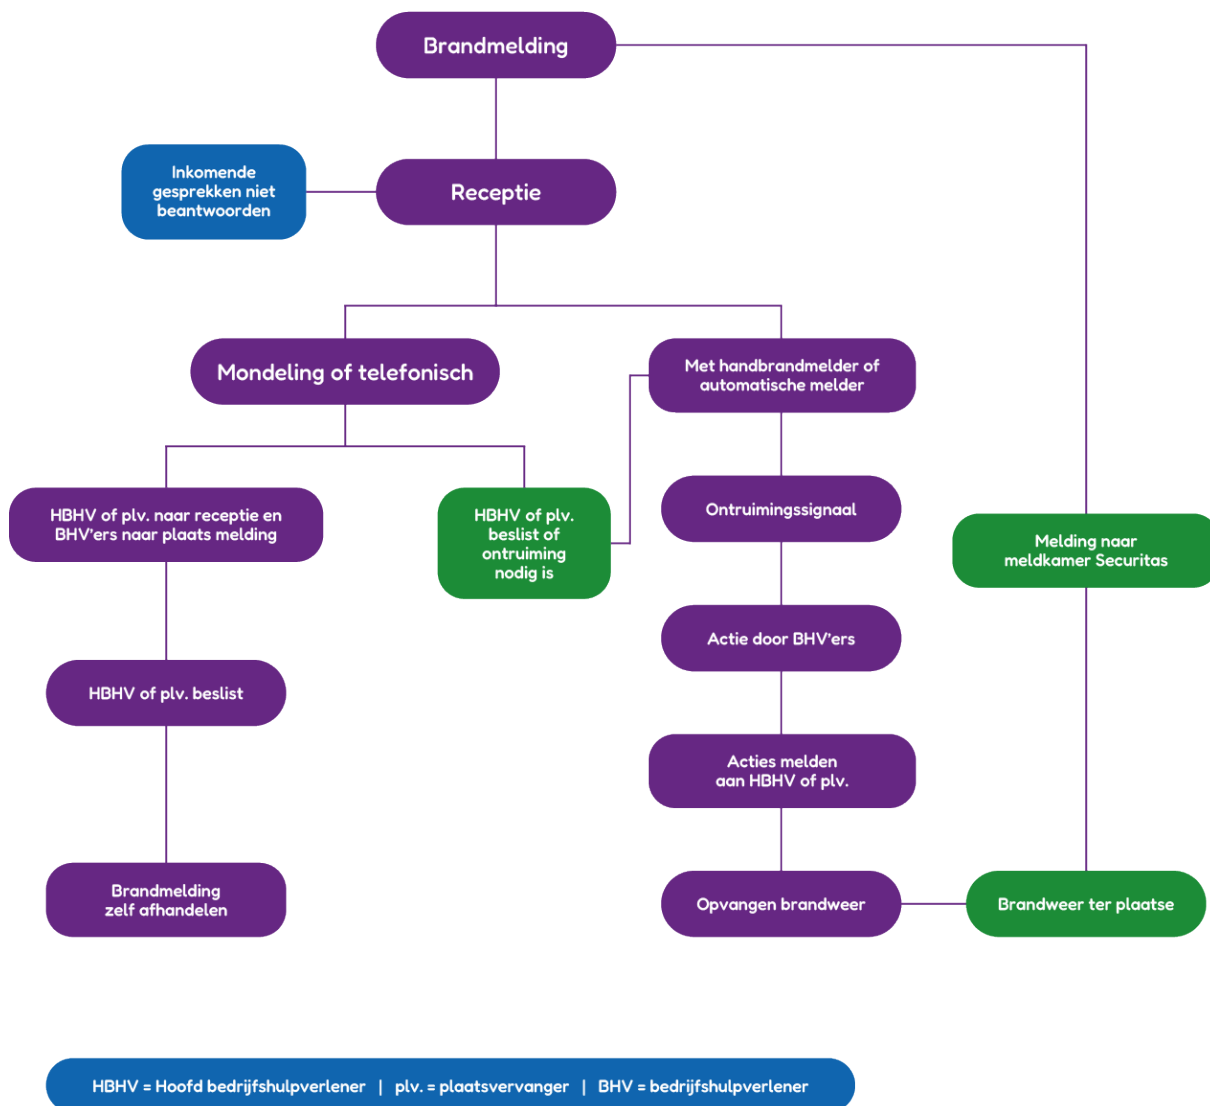 Brandmelding
Inkomende
gesprekken niet
beantwoorden
Receptie
Mondeling of telefonisch
Met handbrandmelder of
automatische melder
HBHV of plv. naar receptie en
BHV'ers naar plaats melding
HBHV of plv.
beslist of
ontruiming
nodig is
Ontruimingssignaal
Melding naar
meldkamer Securitas
Actie door BHV'ers
HBHV of plv. beslist
Acties melden
aan HBHV of plv.
Brandmelding
zelf afhandelen
Opvangen brandweer
Brandweer ter plaatse
HBHV = Hoofd bedrijfshulpverlener | plv. = plaatsvervanger | BHV = bedrijfshulpverlener